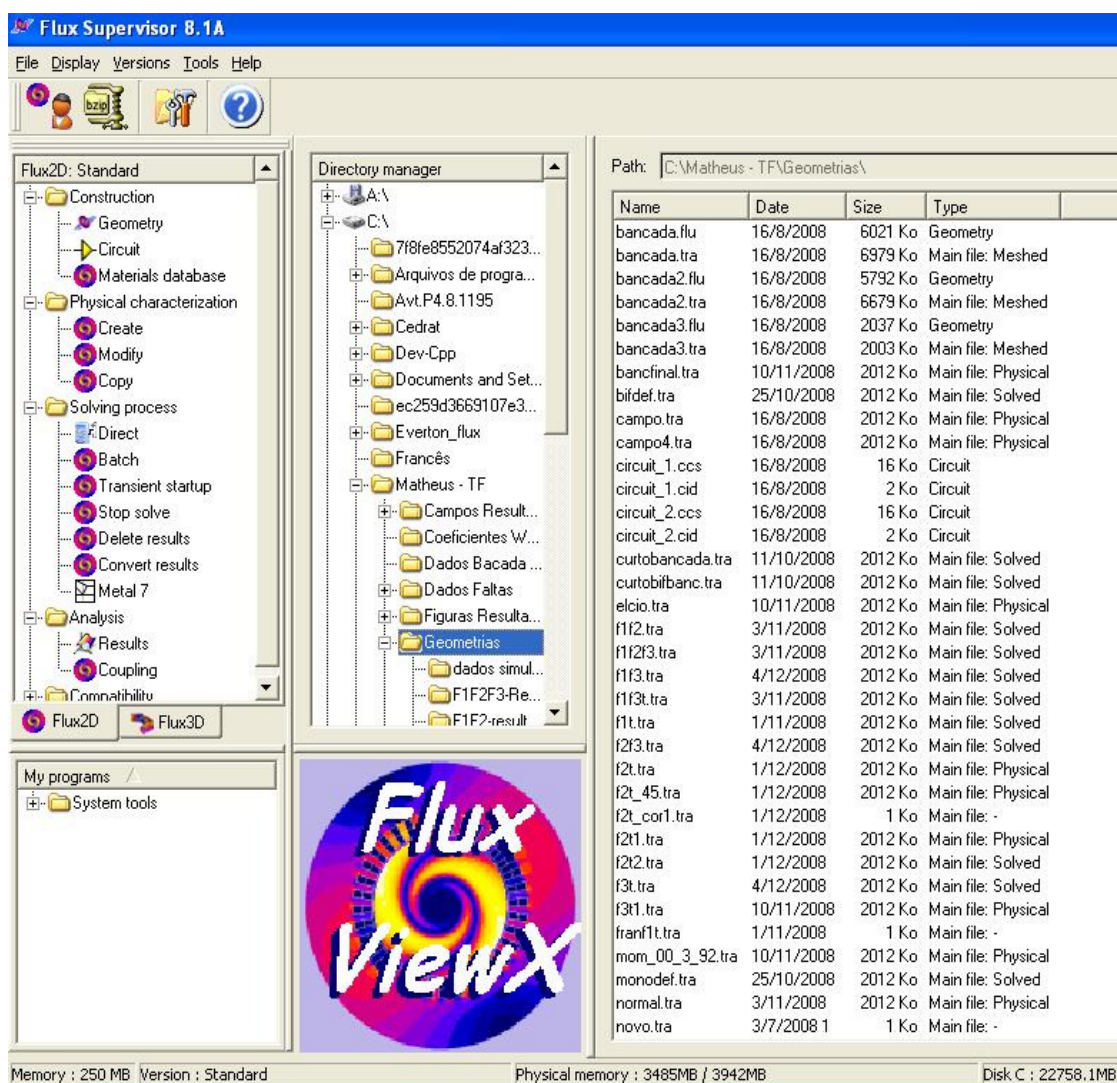 Flux Supervisor 8.1A
File Display Versions Tools Help
bzip
Flux2D: Standard
Construction
Geometry
Circuit
Materials database
Physical characterization
Create
Modify
Copy
Solving process
Direct
Batch
Transient startup
Stop solve
Delete results
Convert results
Metal 7
Analysis
Results
Coupling
Compatibility
Flux2D Flux3D
My programs
System tools
Directory manager
A:\
C:\
7f8fe8552074af323...
Arquivos de progra...
Avt.P4.8.1195
Cedrat
Dev-Cpp
Documents and Set...
ec259d3669107e3...
Everton_flux
Francês
Matheus - TF
Campos Result...
Coeficientes W...
Dados Bacada ...
Dados Faltas
Figuras Resulta...
Geometrias
dados simul...
F1F2F3-Re...
F1F2-result
Flux
ViewX
Path: C:\Matheus - TF\Geometrias\
Name Date Size Type
bancada.flu 16/8/2008 6021 Ko Geometry
bancada.tra 16/8/2008 6979 Ko Main file: Meshed
bancada2.flu 16/8/2008 5792 Ko Geometry
bancada2.tra 16/8/2008 6679 Ko Main file: Meshed
bancada3.flu 16/8/2008 2037 Ko Geometry
bancada3.tra 16/8/2008 2003 Ko Main file: Meshed
bancfinal.tra 10/11/2008 2012 Ko Main file: Physical
bifdef.tra 25/10/2008 2012 Ko Main file: Solved
campo.tra 16/8/2008 2012 Ko Main file: Physical
campo4.tra 16/8/2008 2012 Ko Main file: Physical
circuit_1.ccs 16/8/2008 16 Ko Circuit
circuit_1.cid 16/8/2008 2 Ko Circuit
circuit_2.ccs 16/8/2008 16 Ko Circuit
circuit_2.cid 16/8/2008 2 Ko Circuit
curtobancada.tra 11/10/2008 2012 Ko Main file: Solved
curtobifbanc.tra 11/10/2008 2012 Ko Main file: Solved
elcio.tra 10/11/2008 2012 Ko Main file: Physical
f1f2.tra 3/11/2008 2012 Ko Main file: Solved
f1f2f3.tra 3/11/2008 2012 Ko Main file: Solved
f1f3.tra 4/12/2008 2012 Ko Main file: Solved
f1f3t.tra 3/11/2008 2012 Ko Main file: Solved
f1t.tra 1/11/2008 2012 Ko Main file: Solved
f2f3.tra 4/12/2008 2012 Ko Main file: Solved
f2t.tra 1/12/2008 2012 Ko Main file: Physical
f2t_45.tra 1/12/2008 2012 Ko Main file: Physical
f2t_cor1.tra 1/12/2008 1 Ko Main file: -
f2t1.tra 1/12/2008 2012 Ko Main file: Physical
f2t2.tra 1/12/2008 2012 Ko Main file: Solved
f3t.tra 4/12/2008 2012 Ko Main file: Solved
f3t1.tra 10/11/2008 2012 Ko Main file: Physical
franf1t.tra 1/11/2008 1 Ko Main file: -
mom_00_3_92.tra 10/11/2008 2012 Ko Main file: Physical
monodef.tra 25/10/2008 2012 Ko Main file: Solved
normal.tra 3/11/2008 2012 Ko Main file: Physical
novo.tra 3/7/2008 1 1 Ko Main file: -
Memory : 250 MB Version : Standard Physical memory : 3485MB / 3942MB Disk C : 22758.1MB